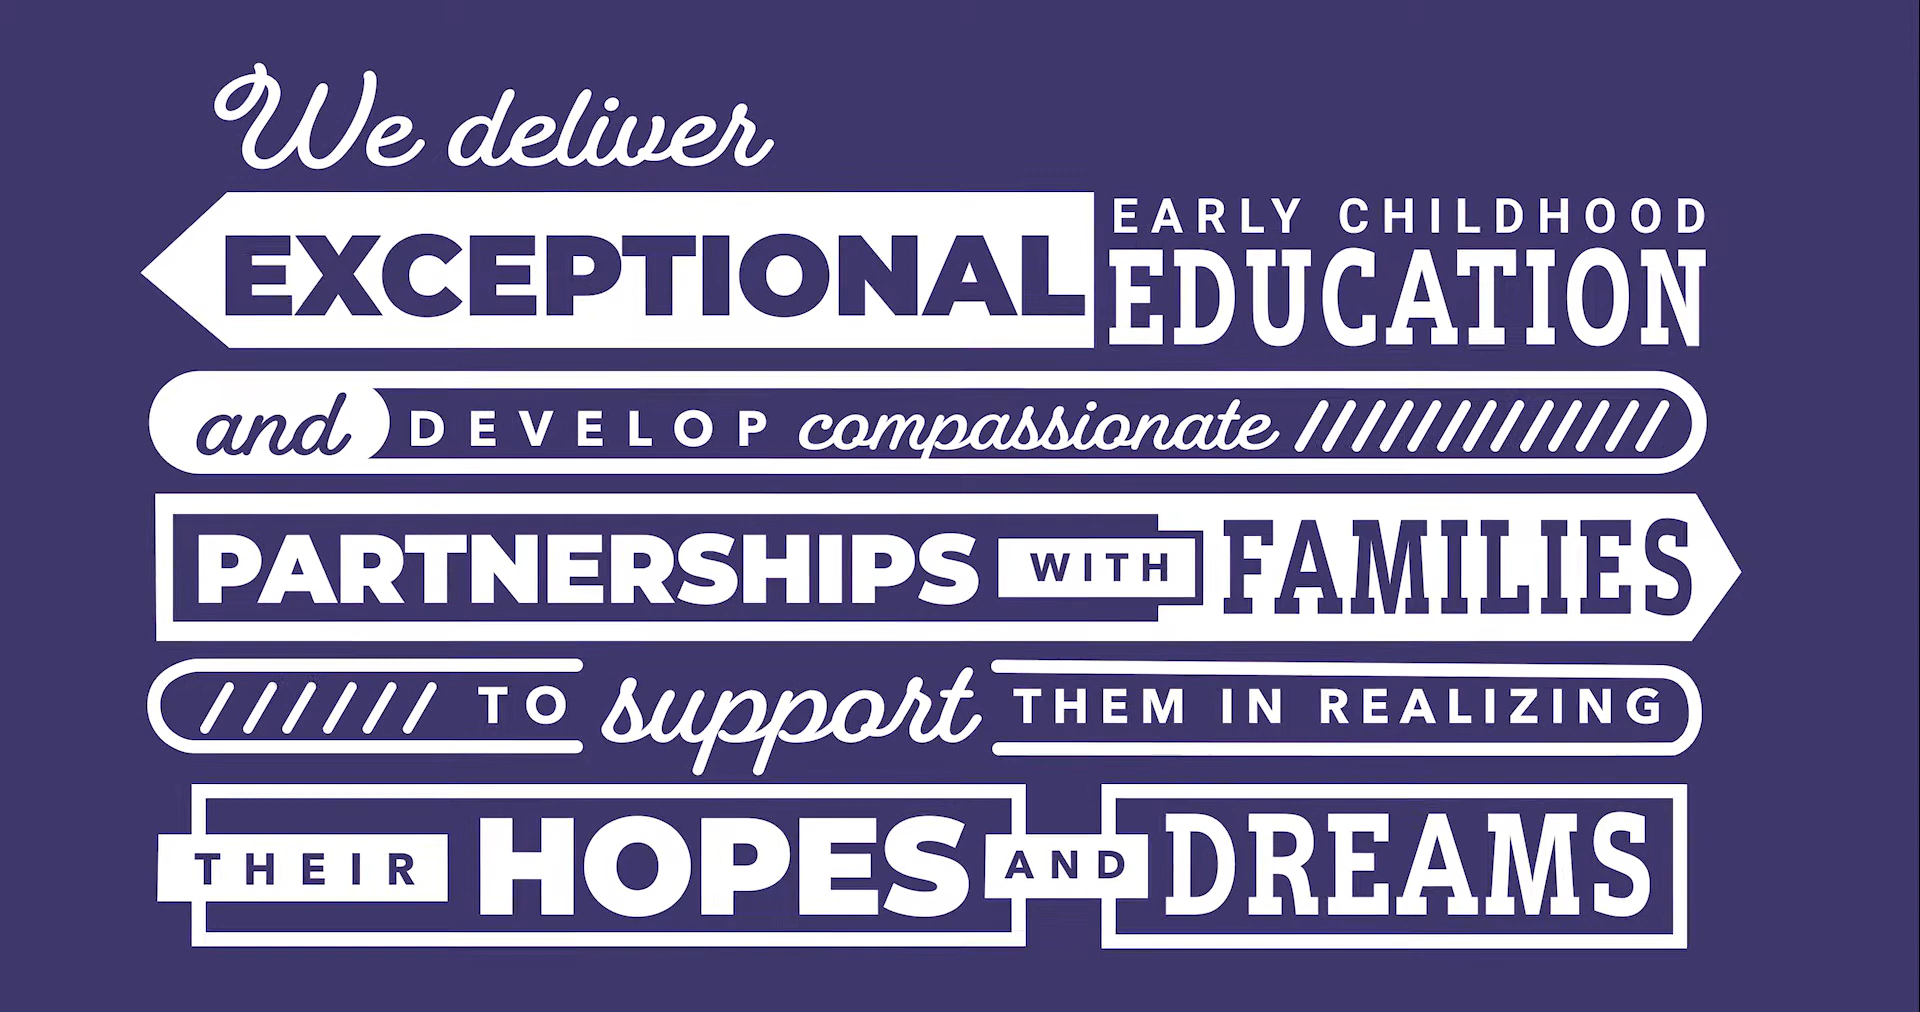 We deliver
EXCEPTIONAL EARLY CHILDHOOD EDUCATION
and DEVELOP compassionate
PARTNERSHIPS WITH FAMILIES
TO support THEM IN REALIZING
THEIR HOPES AND DREAMS